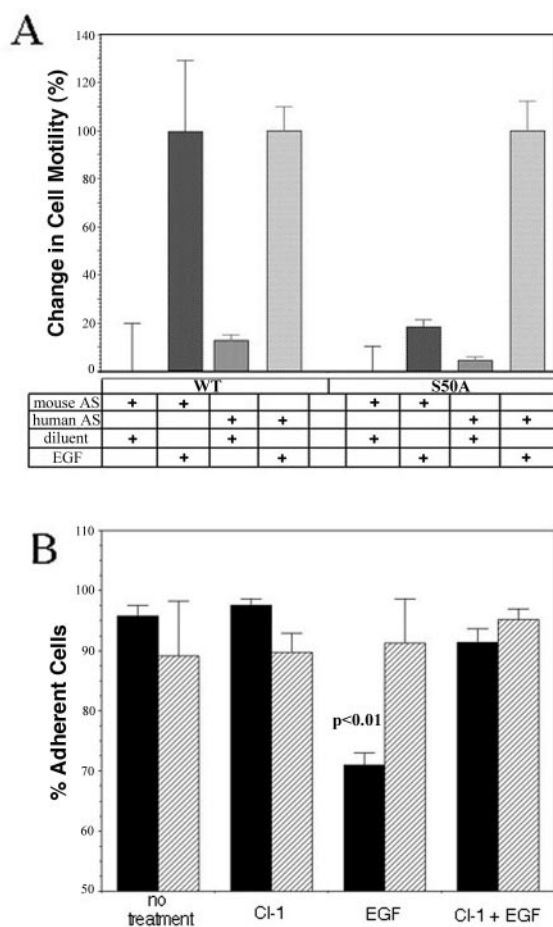 A
Change in Cell Motility (%)
140
120
100
80
60
40
20
0
WT S50A
mouse AS + + + +
human AS + + + +
diluent + + + +
EGF + + + +
B
% Adherent Cells
100
100
90
80
70
60
50
p<0.01
no treatment CI-1 EGF CI-1 + EGF